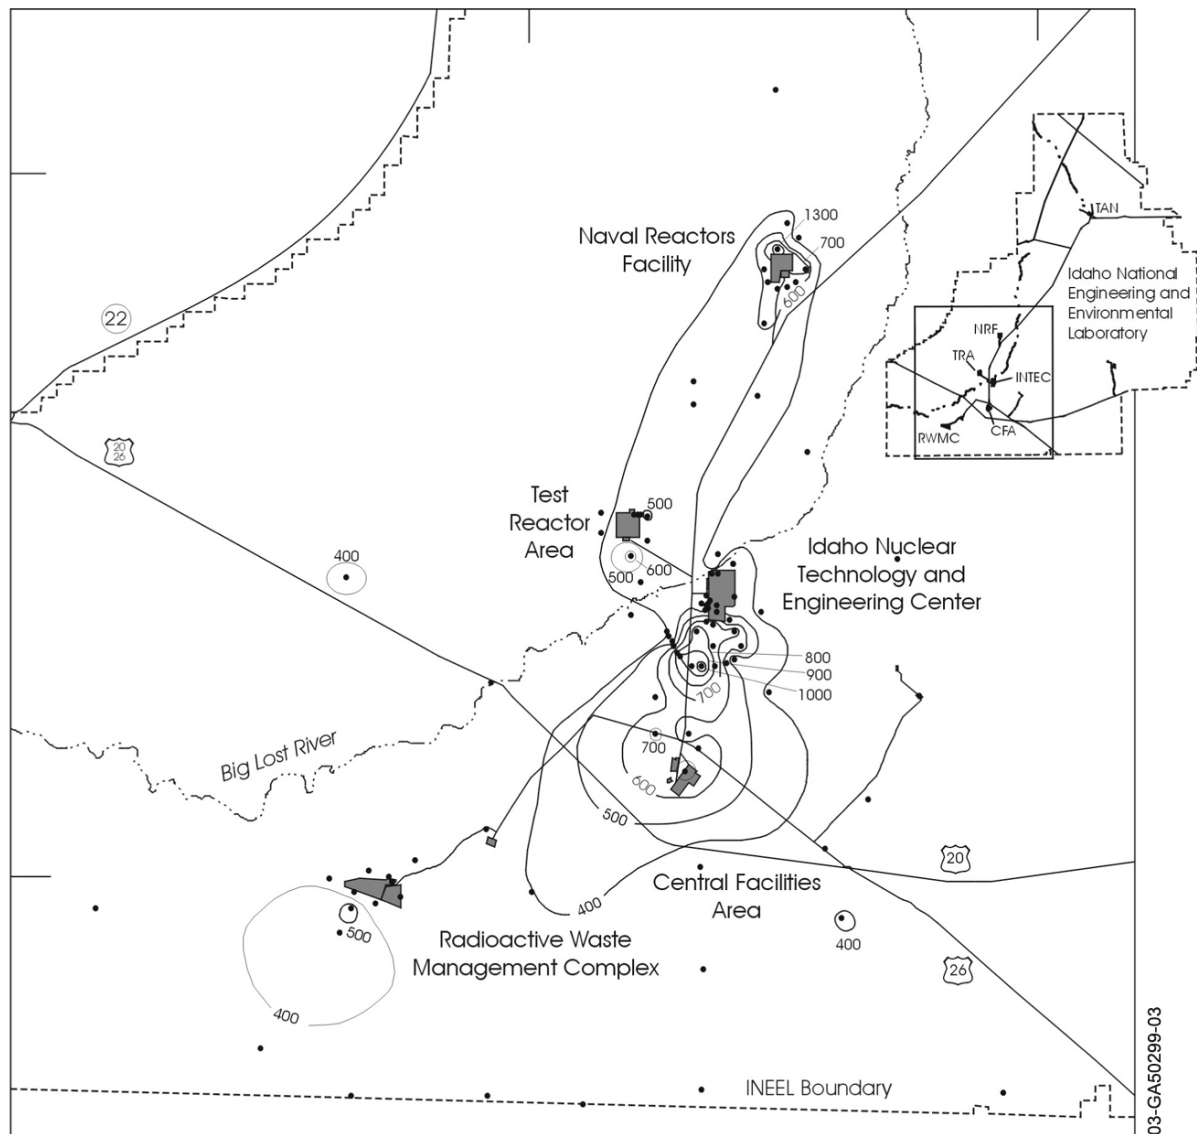 1300
700
Naval Reactors
Facility
600
TAN
Idaho National
Engineering and
Environmental
Laboratory
NRF
TRA
INTEC
CFA
RWMC
22
20
26
Test
Reactor
Area
500
600
500
400
Idaho Nuclear
Technology and
Engineering Center
800
900
1000
700
700
600
500
Big Lost River
400
Central Facilities
Area
20
400
26
500
400
Radioactive Waste
Management Complex
INEEL Boundary
03-GA50299-03